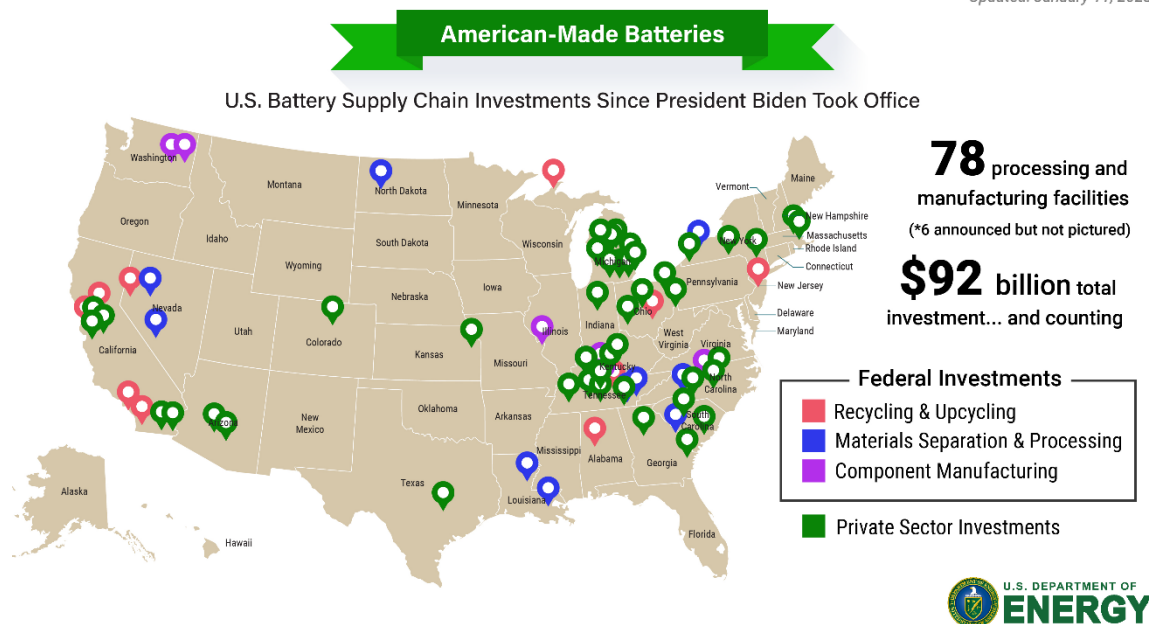 American-Made Batteries
U.S. Battery Supply Chain Investments Since President Biden Took Office
78 processing and
manufacturing facilities
(*6 announced but not pictured)
$92 billion total
investment... and counting
Federal Investments
Recycling & Upcycling
Materials Separation & Processing
Component Manufacturing
Private Sector Investments
Washington
Montana
North Dakota
Minnesota
Oregon
Idaho
South Dakota
Wisconsin
Wyoming
Michigan
Vermont
Maine
New Hampshire
Massachusetts
Rhode Island
Connecticut
New York
Pennsylvania
New Jersey
Delaware
Maryland
Nevada
Nebraska
Iowa
Illinois
Indiana
Ohio
West
Virginia
Virginia
California
Utah
Colorado
Kansas
Missouri
Kentucky
Tennessee
North
Carolina
South
Carolina
Arizona
New
Mexico
Oklahoma
Arkansas
Mississippi
Alabama
Georgia
Texas
Louisiana
Florida
Alaska
Hawaii
U.S. DEPARTMENT OF
ENERGY